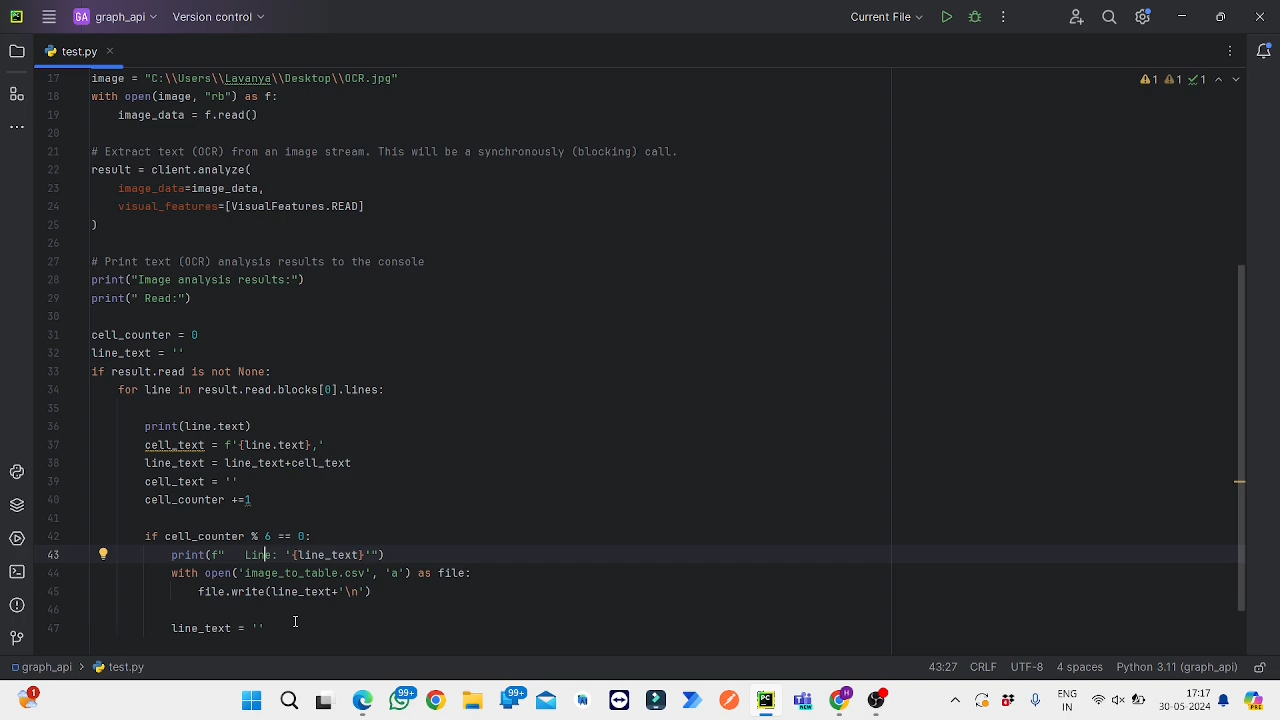 GA graph_api Version control Current File
test.py
17 image = "C:\\Users\\Lavanya\\Desktop\\OCR.jpg"
18 with open(image, "rb") as f:
19 image_data = f.read()
20
21 # Extract text (OCR) from an image stream. This will be a synchronously (blocking) call.
22 result = client.analyze(
23 image_data=image_data,
24 visual_features=[VisualFeatures.READ]
25 )
26
27 # Print text (OCR) analysis results to the console
28 print("Image analysis results:")
29 print(" Read:")
30
31 cell_counter = 0
32 line_text = ''
33 if result.read is not None:
34 for line in result.read.blocks[0].lines:
35
36 print(line.text)
37 cell_text = f'{line.text},'
38 line_text = line_text+cell_text
39 cell_text = ''
40 cell_counter +=1
41
42 if cell_counter % 6 == 0:
43 print(f"   Line: '{line_text}'")
44 with open('image_to_table.csv', 'a') as file:
45 file.write(line_text+'\n')
46
47 line_text = ''
1 1 1
graph_api > test.py 43:27 CRLF UTF-8 4 spaces Python 3.11 (graph_api)
1 99+ 99+ ENG IN 17:17 30-05-2024